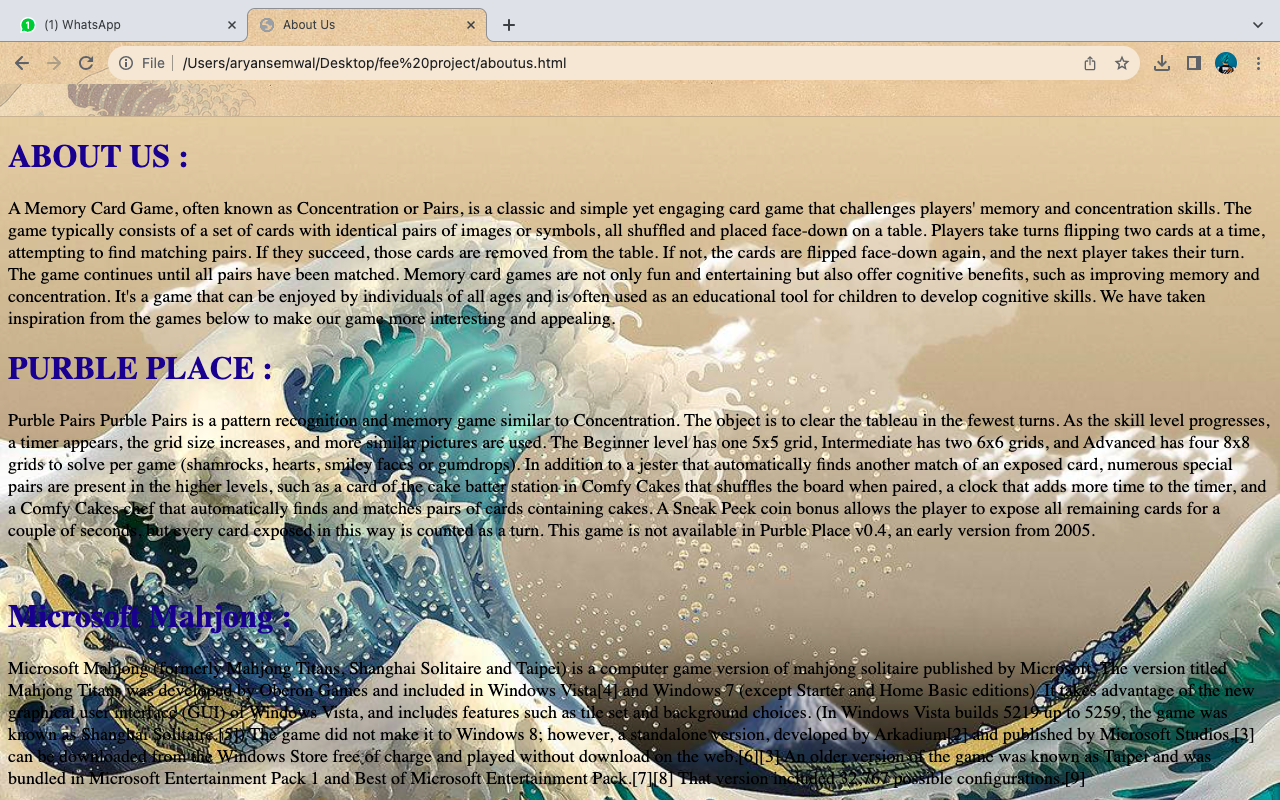 (1) WhatsApp
About Us
File
/Users/aryansemwal/Desktop/fee%20project/aboutus.html
ABOUT US :
A Memory Card Game, often known as Concentration or Pairs, is a classic and simple yet engaging card game that challenges players' memory and concentration skills. The
game typically consists of a set of cards with identical pairs of images or symbols, all shuffled and placed face-down on a table. Players take turns flipping two cards at a time,
attempting to find matching pairs. If they succeed, those cards are removed from the table. If not, the cards are flipped face-down again, and the next player takes their turn.
The game continues until all pairs have been matched. Memory card games are not only fun and entertaining but also offer cognitive benefits, such as improving memory and
concentration. It's a game that can be enjoyed by individuals of all ages and is often used as an educational tool for children to develop cognitive skills. We have taken
inspiration from the games below to make our game more interesting and appealing.
PURBLE PLACE :
Purble Pairs Purble Pairs is a pattern recognition and memory game similar to Concentration. The object is to clear the tableau in the fewest turns. As the skill level progresses,
a timer appears, the grid size increases, and more similar pictures are used. The Beginner level has one 5x5 grid, Intermediate has two 6x6 grids, and Advanced has four 8x8
grids to solve per game (shamrocks, hearts, smiley faces or gumdrops). In addition to a jester that automatically finds another match of an exposed card, numerous special
pairs are present in the higher levels, such as a card of the cake batter station in Comfy Cakes that shuffles the board when paired, a clock that adds more time to the timer, and
a Comfy Cakes chef that automatically finds and matches pairs of cards containing cakes. A Sneak Peek coin bonus allows the player to expose all remaining cards for a
couple of seconds, but every card exposed in this way is counted as a turn. This game is not available in Purble Place v0.4, an early version from 2005.
Microsoft Mahjong :
Microsoft Mahjong (formerly Mahjong Titans, Shanghai Solitaire and Taipei) is a computer game version of mahjong solitaire published by Microsoft. The version titled
Mahjong Titans was developed by Oberon Games and included in Windows Vista[4] and Windows 7 (except Starter and Home Basic editions). It takes advantage of the new
graphical user interface (GUI) of Windows Vista, and includes features such as tile set and background choices. (In Windows Vista builds 5219 up to 5259, the game was
known as Shanghai Solitaire.[5]) The game did not make it to Windows 8; however, a standalone version, developed by Arkadium[2] and published by Microsoft Studios,[3]
can be downloaded from the Windows Store free of charge and played without download on the web.[6][3] An older version of the game was known as Taipei and was
bundled in Microsoft Entertainment Pack 1 and Best of Microsoft Entertainment Pack.[7][8] That version included 32,767 possible configurations.[9]